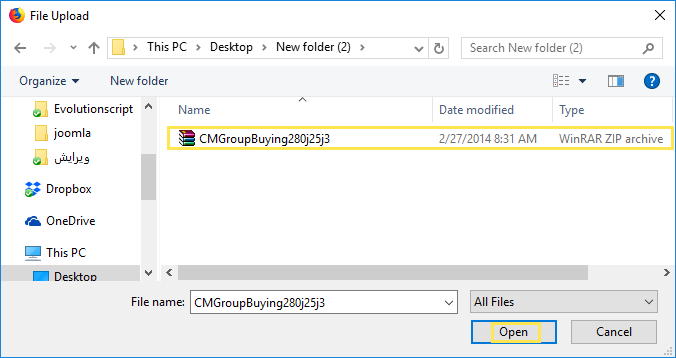 File Upload
This PC > Desktop > New folder (2) >
Search New folder (2)
Organize
New folder
Name
Date modified
Type
Evolutionscript
joomla
ویرایش
Dropbox
OneDrive
This PC
Desktop
CMGroupBuying280j25j3 2/27/2014 8:31 AM WinRAR ZIP archive
File name: CMGroupBuying280j25j3
All Files
Open
Cancel